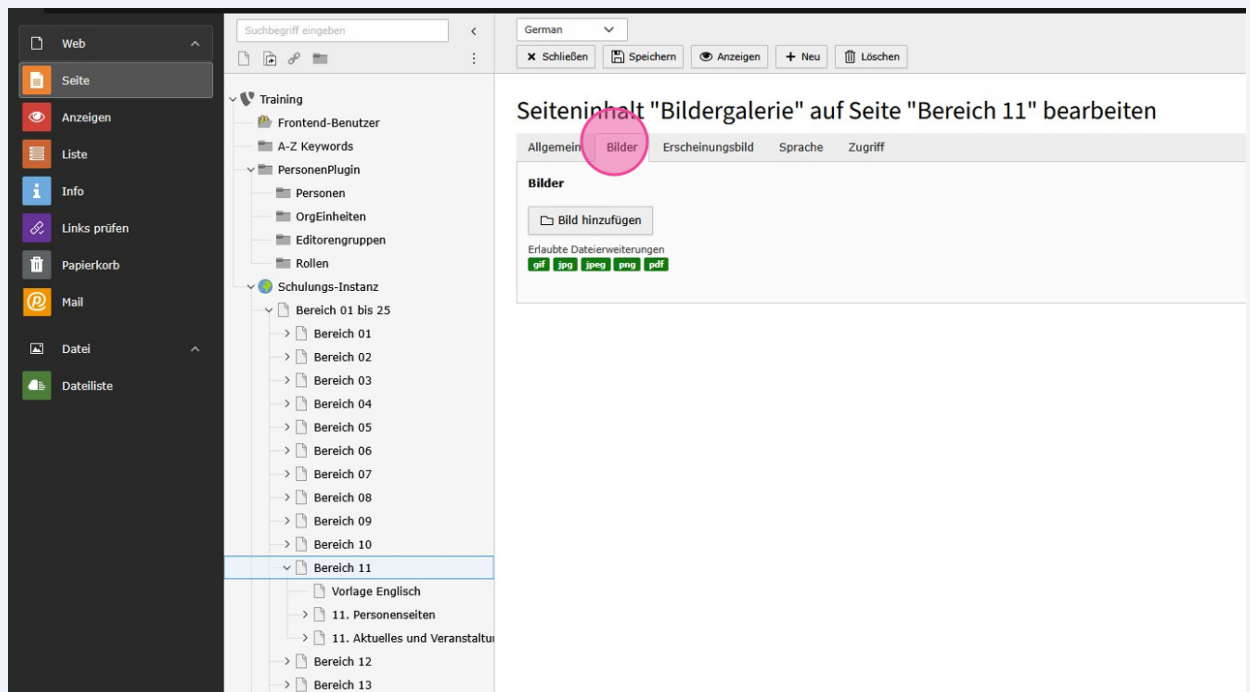 Web
Seite
Anzeigen
Liste
Info
Links prüfen
Papierkorb
Mail
Datei
Dateiliste
Suchbegriff eingeben
Training
Frontend-Benutzer
A-Z Keywords
PersonenPlugin
Personen
OrgEinheiten
Editorengruppen
Rollen
Schulungs-Instanz
Bereich 01 bis 25
Bereich 01
Bereich 02
Bereich 03
Bereich 04
Bereich 05
Bereich 06
Bereich 07
Bereich 08
Bereich 09
Bereich 10
Bereich 11
Vorlage Englisch
11. Personenseiten
11. Aktuelles und Veranstaltu
Bereich 12
Bereich 13
German
Schließen Speichern Anzeigen Neu Löschen
Seiteninhalt "Bildergalerie" auf Seite "Bereich 11" bearbeiten
Allgemein Bilder Erscheinungsbild Sprache Zugriff
Bilder
Bild hinzufügen
Erlaubte Dateierweiterungen
gif jpg jpeg png pdf